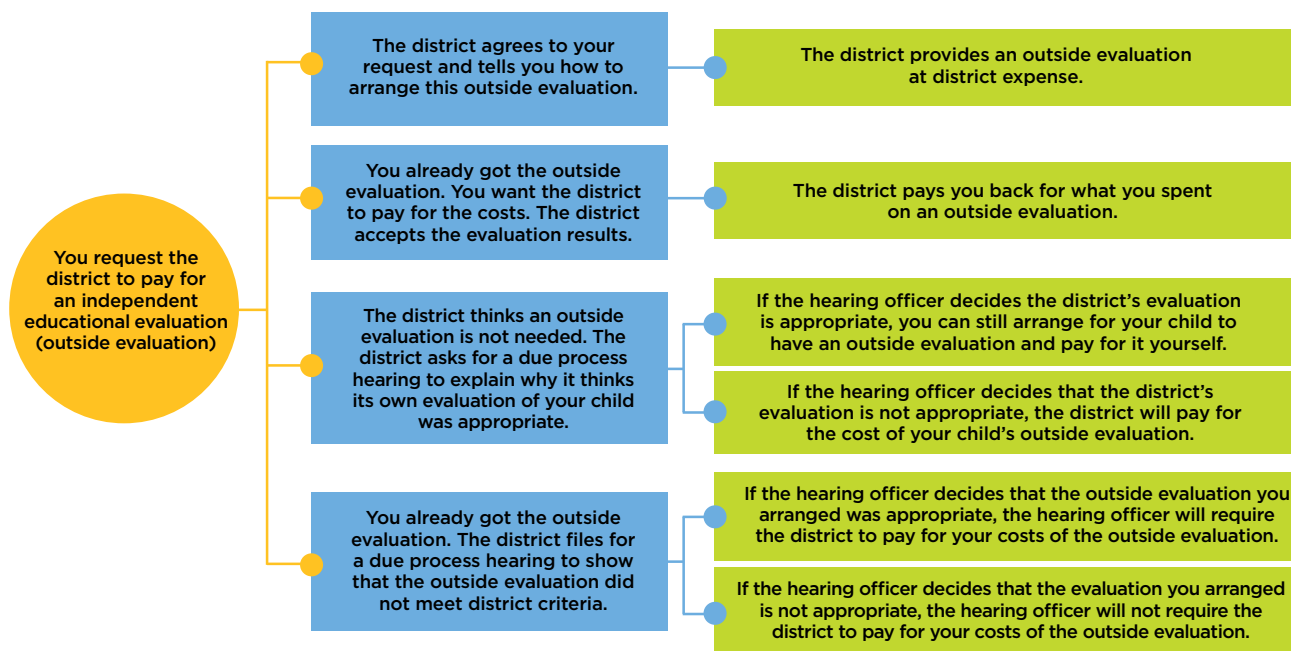 You request the
district to pay for
an independent
educational evaluation
(outside evaluation)
The district agrees to your
request and tells you how to
arrange this outside evaluation.
The district provides an outside evaluation
at district expense.
You already got the outside
evaluation. You want the district
to pay for the costs. The district
accepts the evaluation results.
The district pays you back for what you spent
on an outside evaluation.
The district thinks an outside
evaluation is not needed. The
district asks for a due process
hearing to explain why it thinks
its own evaluation of your child
was appropriate.
If the hearing officer decides the district’s evaluation
is appropriate, you can still arrange for your child to
have an outside evaluation and pay for it yourself.
If the hearing officer decides that the district’s
evaluation is not appropriate, the district will pay for
the cost of your child’s outside evaluation.
You already got the outside
evaluation. The district files for
a due process hearing to show
that the outside evaluation did
not meet district criteria.
If the hearing officer decides that the outside evaluation you
arranged was appropriate, the hearing officer will require
the district to pay for your costs of the outside evaluation.
If the hearing officer decides that the evaluation you arranged
is not appropriate, the hearing officer will not require the
district to pay for your costs of the outside evaluation.